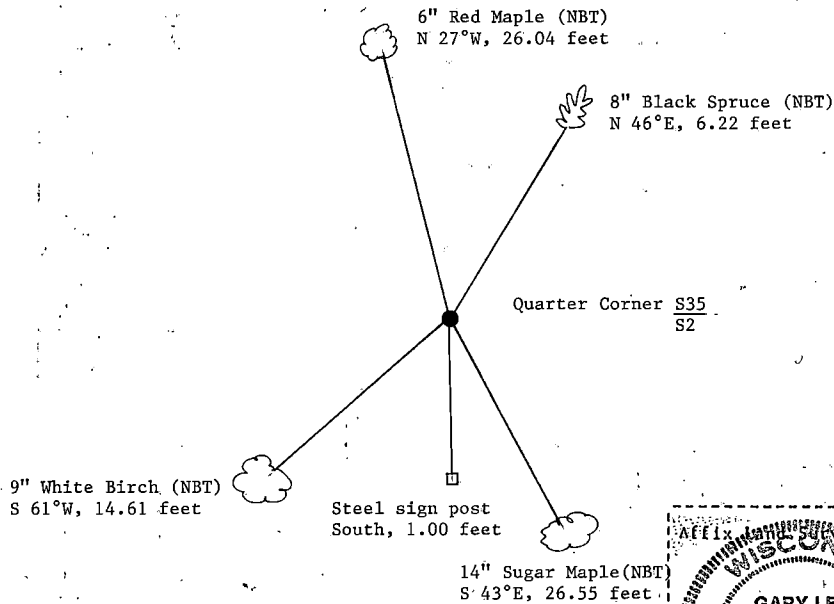 6" Red Maple (NBT)
N 27°W, 26.04 feet
8" Black Spruce (NBT)
N 46°E, 6.22 feet
Quarter Corner S35
S2
9" White Birch (NBT)
S 61°W, 14.61 feet
Steel sign post
South, 1.00 feet
14" Sugar Maple(NBT)
S 43°E, 26.55 feet
Affix Land